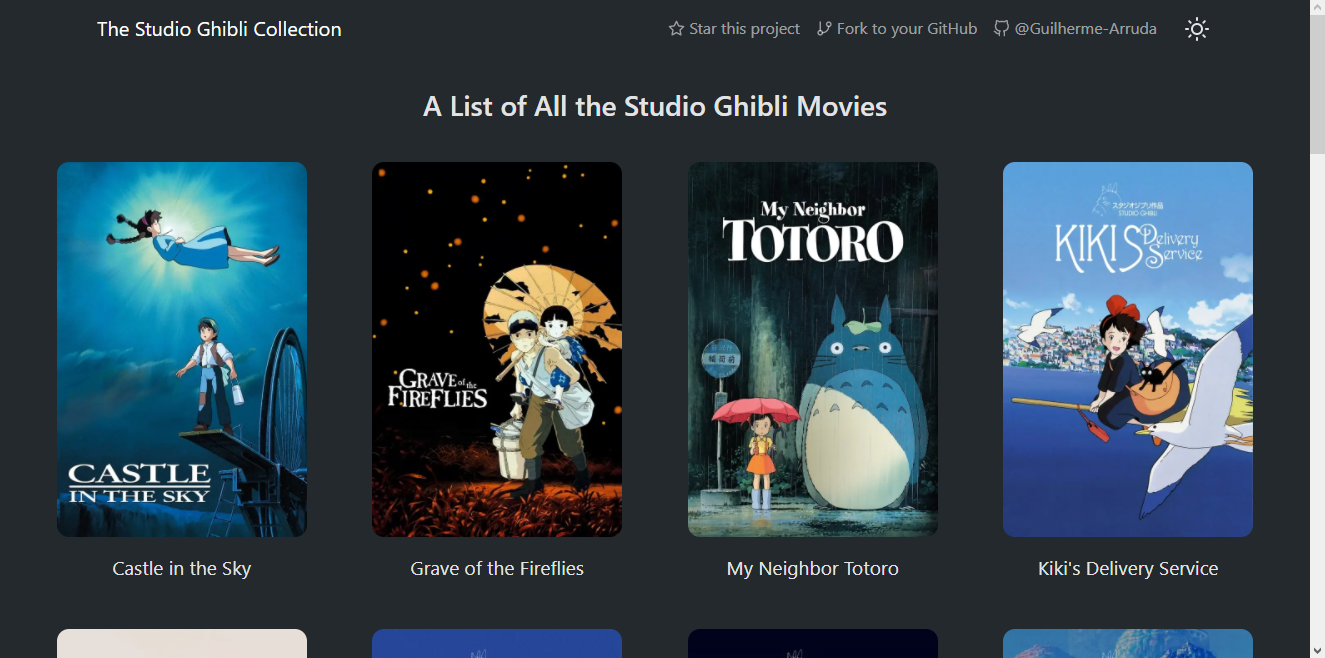 The Studio Ghibli Collection
Star this project
Fork to your GitHub
@Guilherme-Arruda
A List of All the Studio Ghibli Movies
CASTLE
IN THE SKY
GRAVE of the
FIREFLIES
My Neighbor
TOTORO
稲荷前
スタジオジブリ作品
STUDIO GHIBLI
KIKI'S Delivery
Service
Castle in the Sky
Grave of the Fireflies
My Neighbor Totoro
Kiki's Delivery Service